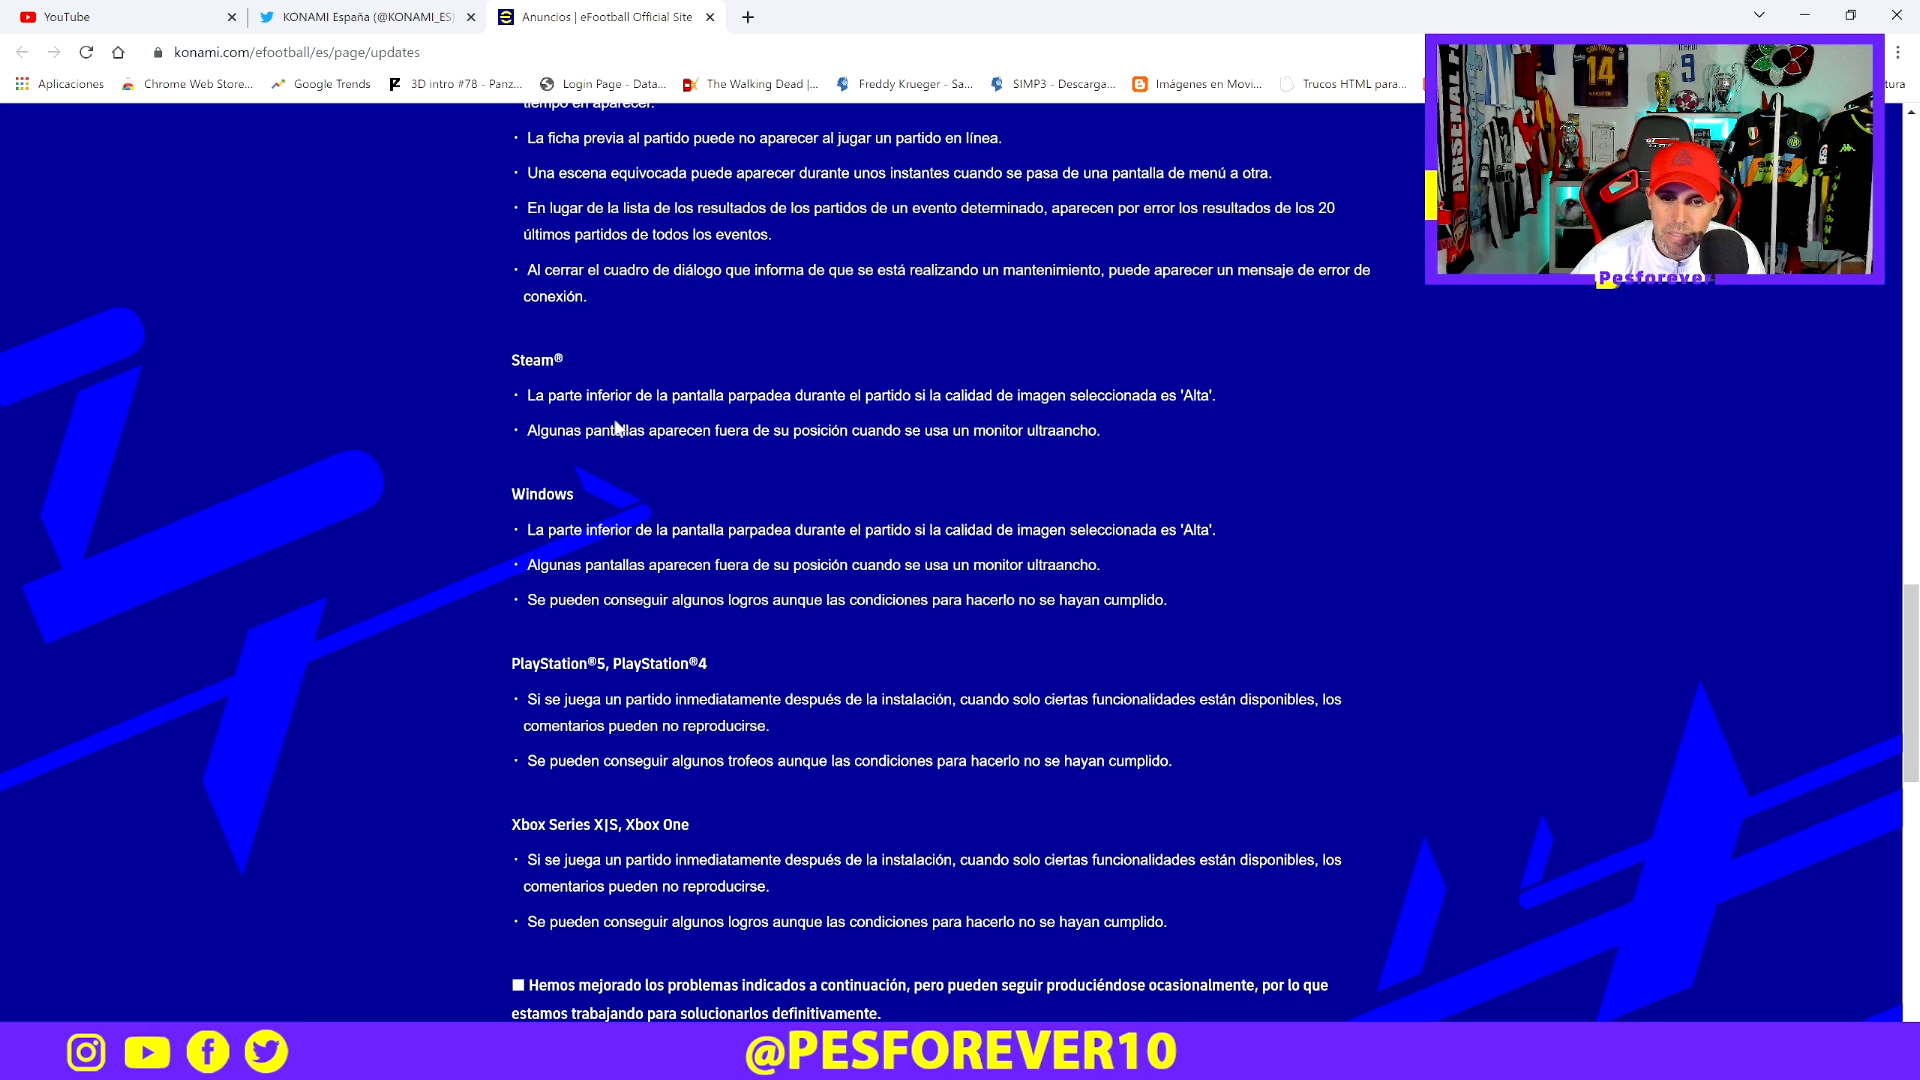 YouTube
KONAMI España (@KONAMI_ES)
Anuncios | eFootball Official Site
konami.com/efootball/es/page/updates
Aplicaciones
Chrome Web Store...
Google Trends
3D intro #78 - Panz...
Login Page - Data...
The Walking Dead |...
Freddy Krueger - Sa...
SIMP3 - Descarga...
Imágenes en Movi...
Trucos HTML para...
tura
tiempo en aparecer.
· La ficha previa al partido puede no aparecer al jugar un partido en línea.
· Una escena equivocada puede aparecer durante unos instantes cuando se pasa de una pantalla de menú a otra.
· En lugar de la lista de los resultados de los partidos de un evento determinado, aparecen por error los resultados de los 20
últimos partidos de todos los eventos.
· Al cerrar el cuadro de diálogo que informa de que se está realizando un mantenimiento, puede aparecer un mensaje de error de
conexión.
Steam®
· La parte inferior de la pantalla parpadea durante el partido si la calidad de imagen seleccionada es 'Alta'.
· Algunas pantallas aparecen fuera de su posición cuando se usa un monitor ultraancho.
Windows
· La parte inferior de la pantalla parpadea durante el partido si la calidad de imagen seleccionada es 'Alta'.
· Algunas pantallas aparecen fuera de su posición cuando se usa un monitor ultraancho.
· Se pueden conseguir algunos logros aunque las condiciones para hacerlo no se hayan cumplido.
PlayStation®5, PlayStation®4
· Si se juega un partido inmediatamente después de la instalación, cuando solo ciertas funcionalidades están disponibles, los
comentarios pueden no reproducirse.
· Se pueden conseguir algunos trofeos aunque las condiciones para hacerlo no se hayan cumplido.
Xbox Series X|S, Xbox One
· Si se juega un partido inmediatamente después de la instalación, cuando solo ciertas funcionalidades están disponibles, los
comentarios pueden no reproducirse.
· Se pueden conseguir algunos logros aunque las condiciones para hacerlo no se hayan cumplido.
■ Hemos mejorado los problemas indicados a continuación, pero pueden seguir produciéndose ocasionalmente, por lo que
estamos trabajando para solucionarlos definitivamente.
ARSENAL
14
9
Pesforever
@PESFOREVER10